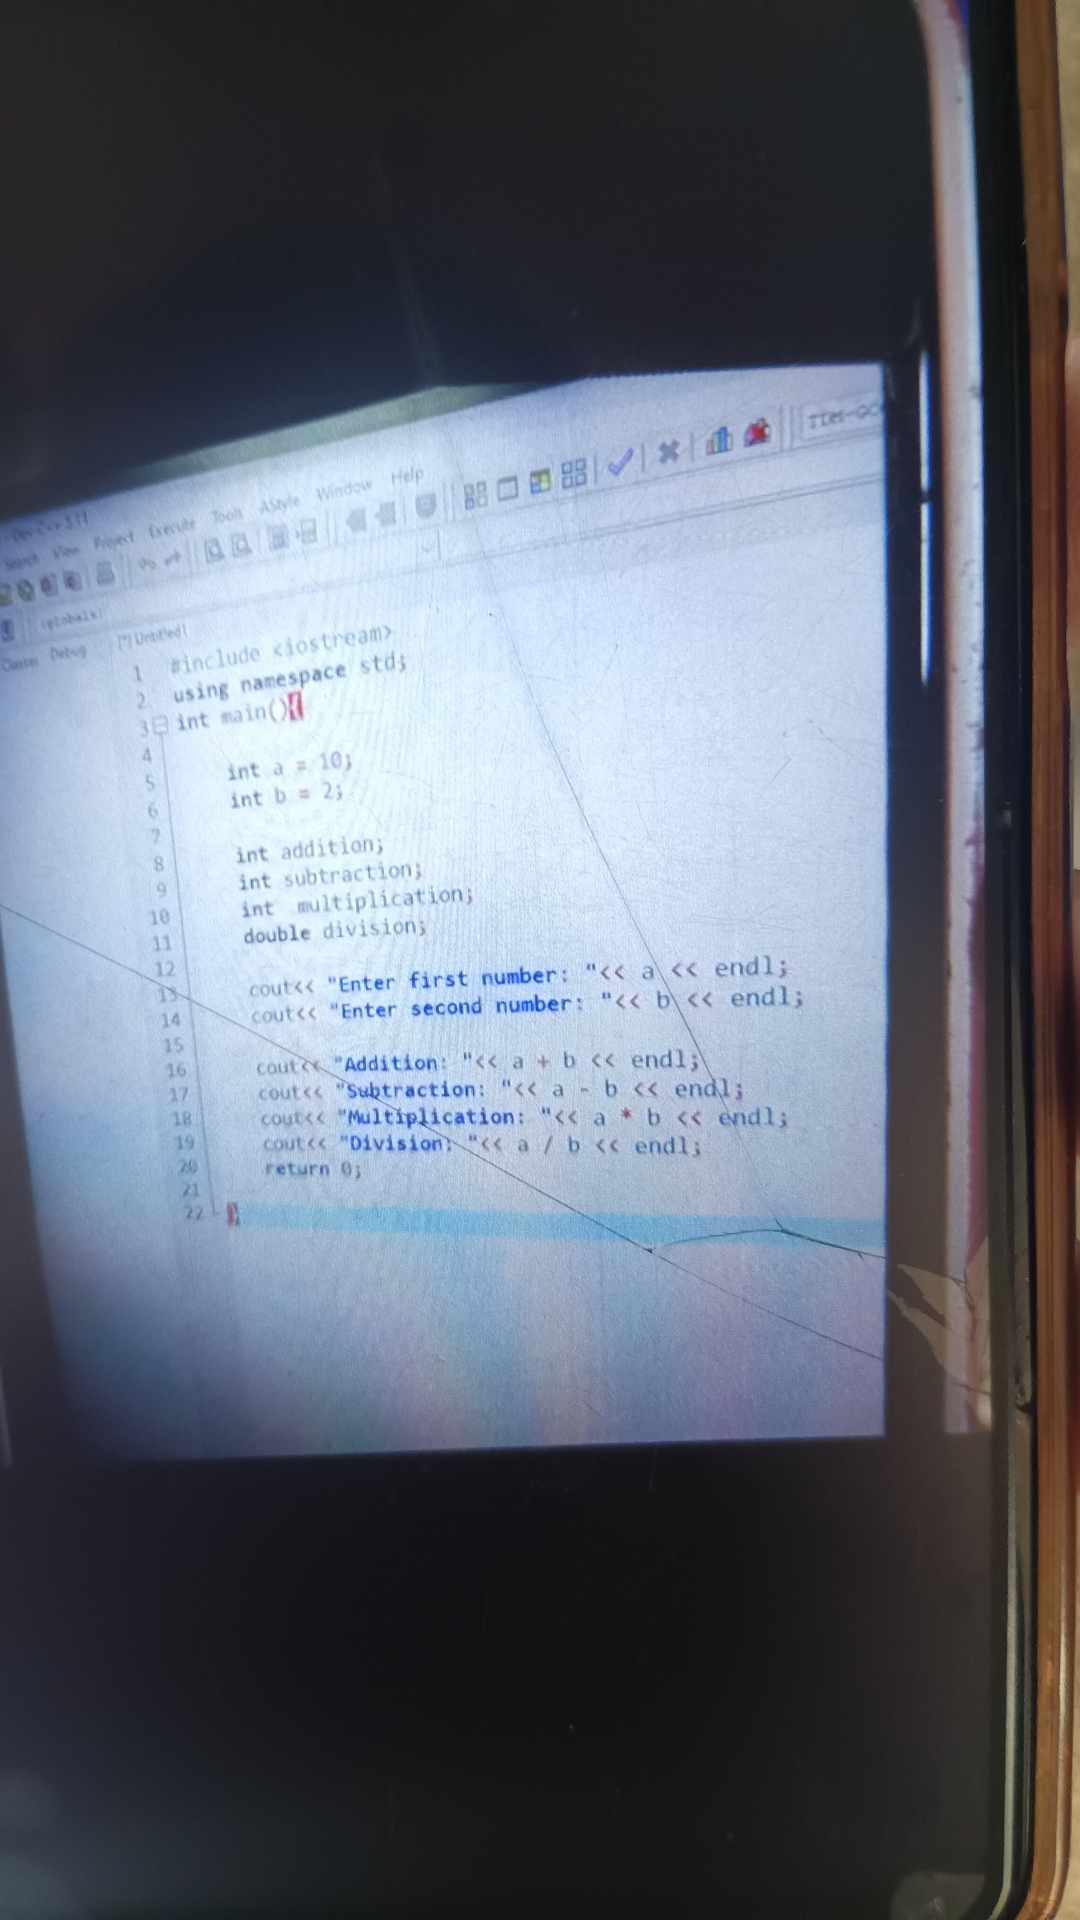 Dev-C++ 5.11
Search View Project Execute Tools AStyle Window Help
TDM-GCC
(globals)
Classes Debug [*] Untitled1
1 #include <iostream>
2 using namespace std;
3 int main(){
4
5 int a = 10;
6 int b = 2;
7
8 int addition;
9 int subtraction;
10 int multiplication;
11 double division;
12
13 cout<< "Enter first number: "<< a << endl;
14 cout<< "Enter second number: "<< b << endl;
15
16 cout<< "Addition: "<< a + b << endl;
17 cout<< "Subtraction: "<< a - b << endl;
18 cout<< "Multiplication: "<< a * b << endl;
19 cout<< "Division: "<< a / b << endl;
20 return 0;
21
22 }